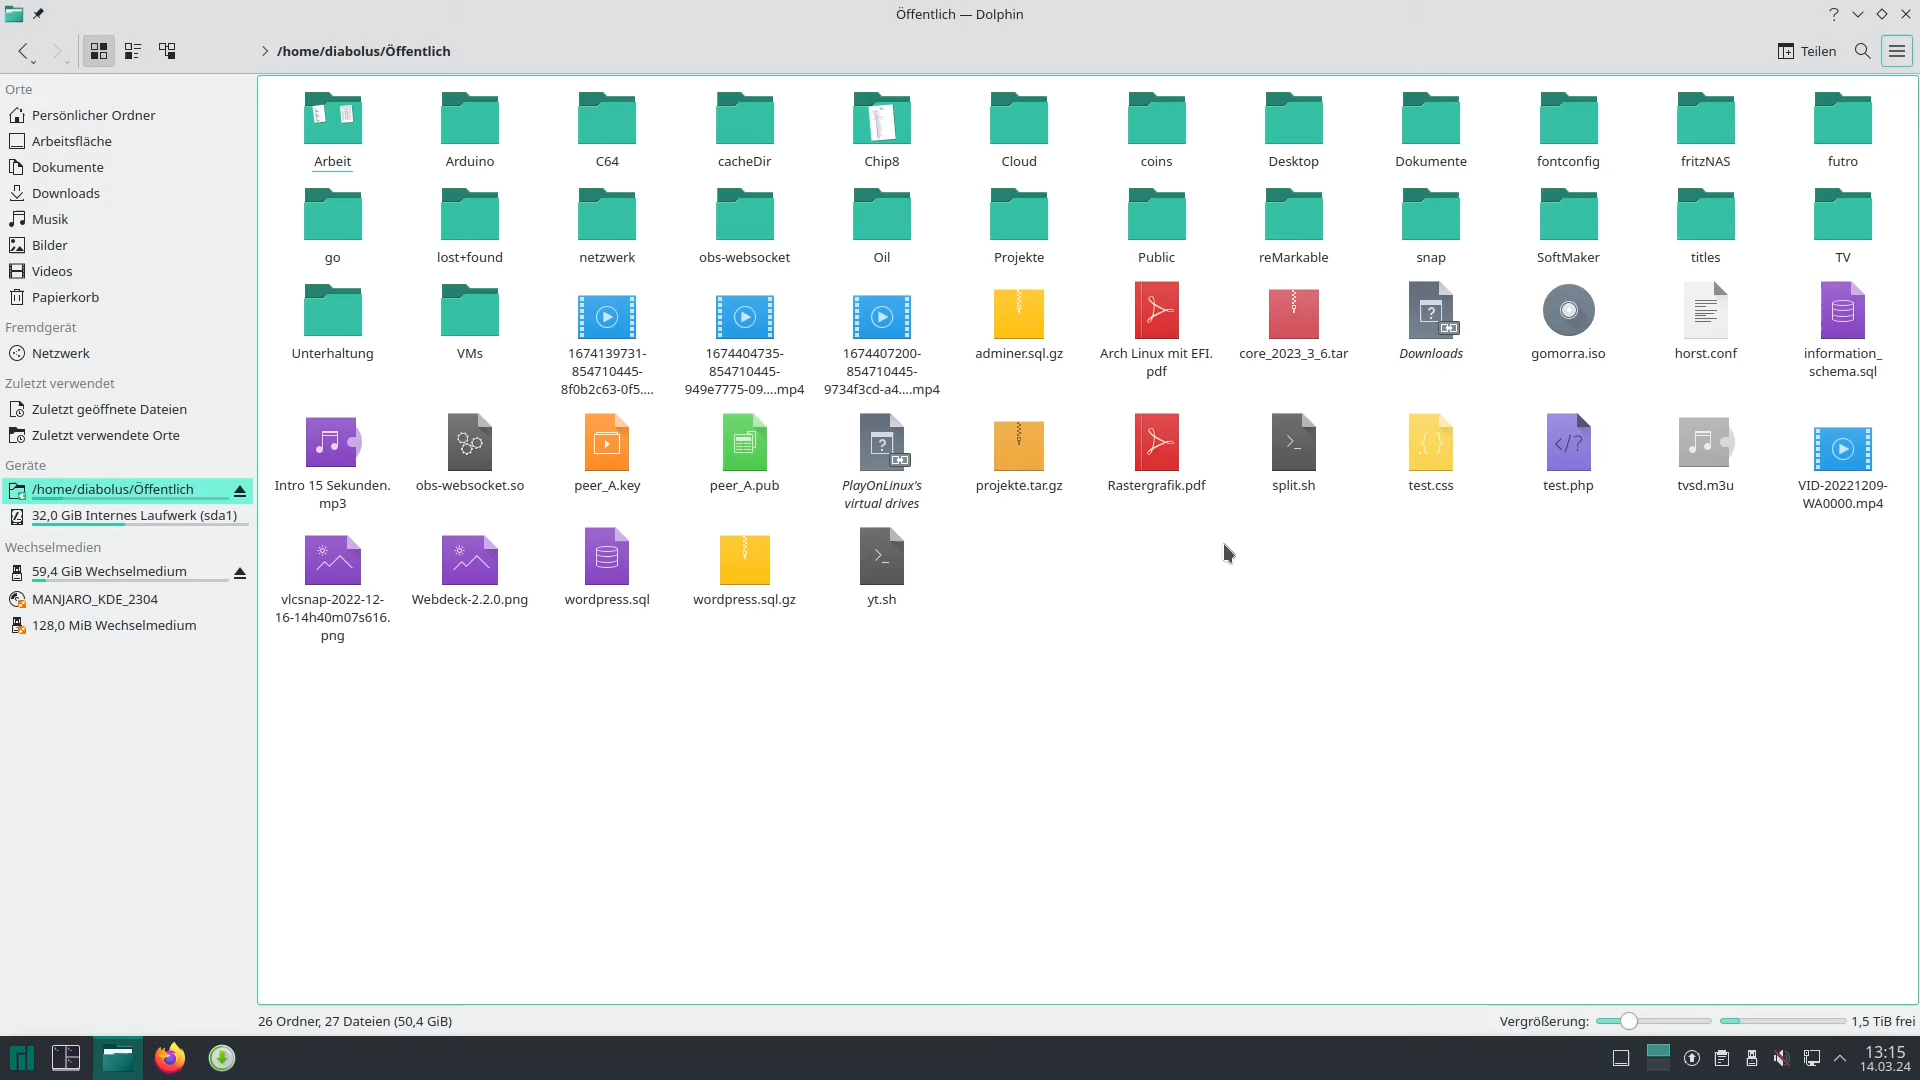 Öffentlich — Dolphin
/home/diabolus/Öffentlich
Teilen
Orte
Persönlicher Ordner
Arbeitsfläche
Dokumente
Downloads
Musik
Bilder
Videos
Papierkorb
Fremdgerät
Netzwerk
Zuletzt verwendet
Zuletzt geöffnete Dateien
Zuletzt verwendete Orte
Geräte
/home/diabolus/Öffentlich
32,0 GiB Internes Laufwerk (sda1)
Wechselmedien
59,4 GiB Wechselmedium
MANJARO_KDE_2304
128,0 MiB Wechselmedium
Arbeit
Arduino
C64
cacheDir
Chip8
Cloud
coins
Desktop
Dokumente
fontconfig
fritzNAS
futro
go
lost+found
netzwerk
obs-websocket
Oil
Projekte
Public
reMarkable
snap
SoftMaker
titles
TV
Unterhaltung
VMs
1674139731-
854710445-
8f0b2c63-0f5....
1674404735-
854710445-
949e7775-09....mp4
1674407200-
854710445-
9734f3cd-a4....mp4
adminer.sql.gz
Arch Linux mit EFI.
pdf
core_2023_3_6.tar
Downloads
gomorra.iso
horst.conf
information_
schema.sql
Intro 15 Sekunden.
mp3
obs-websocket.so
peer_A.key
peer_A.pub
PlayOnLinux's
virtual drives
projekte.tar.gz
Rastergrafik.pdf
split.sh
test.css
test.php
tvsd.m3u
VID-20221209-
WA0000.mp4
vlcsnap-2022-12-
16-14h40m07s616.
png
Webdeck-2.2.0.png
wordpress.sql
wordpress.sql.gz
yt.sh
26 Ordner, 27 Dateien (50,4 GiB)
Vergrößerung:
1,5 TiB frei
13:15
14.03.24